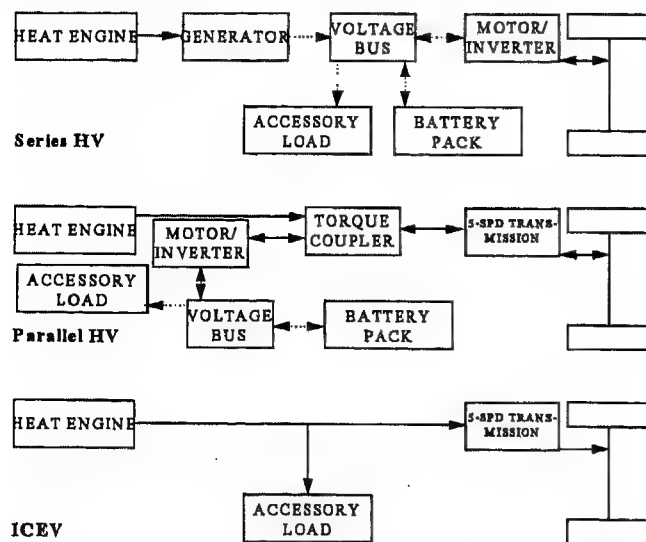 HEAT ENGINE
GENERATOR
VOLTAGE
BUS
MOTOR/
INVERTER
ACCESSORY
LOAD
BATTERY
PACK
Series HV
HEAT ENGINE
MOTOR/
INVERTER
TORQUE
COUPLER
5-SPD TRANS-
MISSION
ACCESSORY
LOAD
VOLTAGE
BUS
BATTERY
PACK
Parallel HV
HEAT ENGINE
5-SPD TRANS-
MISSION
ACCESSORY
LOAD
ICEV